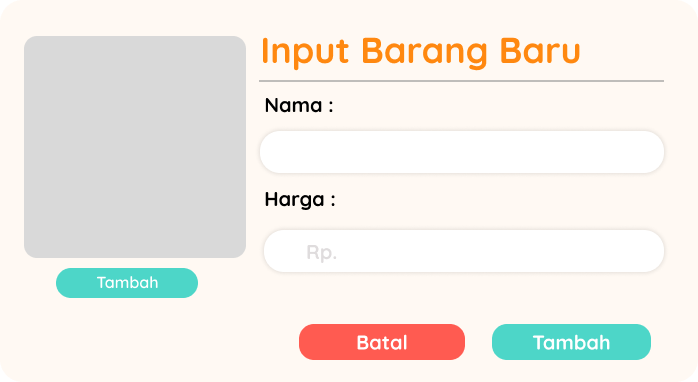 Input Barang Baru
Nama :
Harga :
Rp.
Tambah
Batal
Tambah